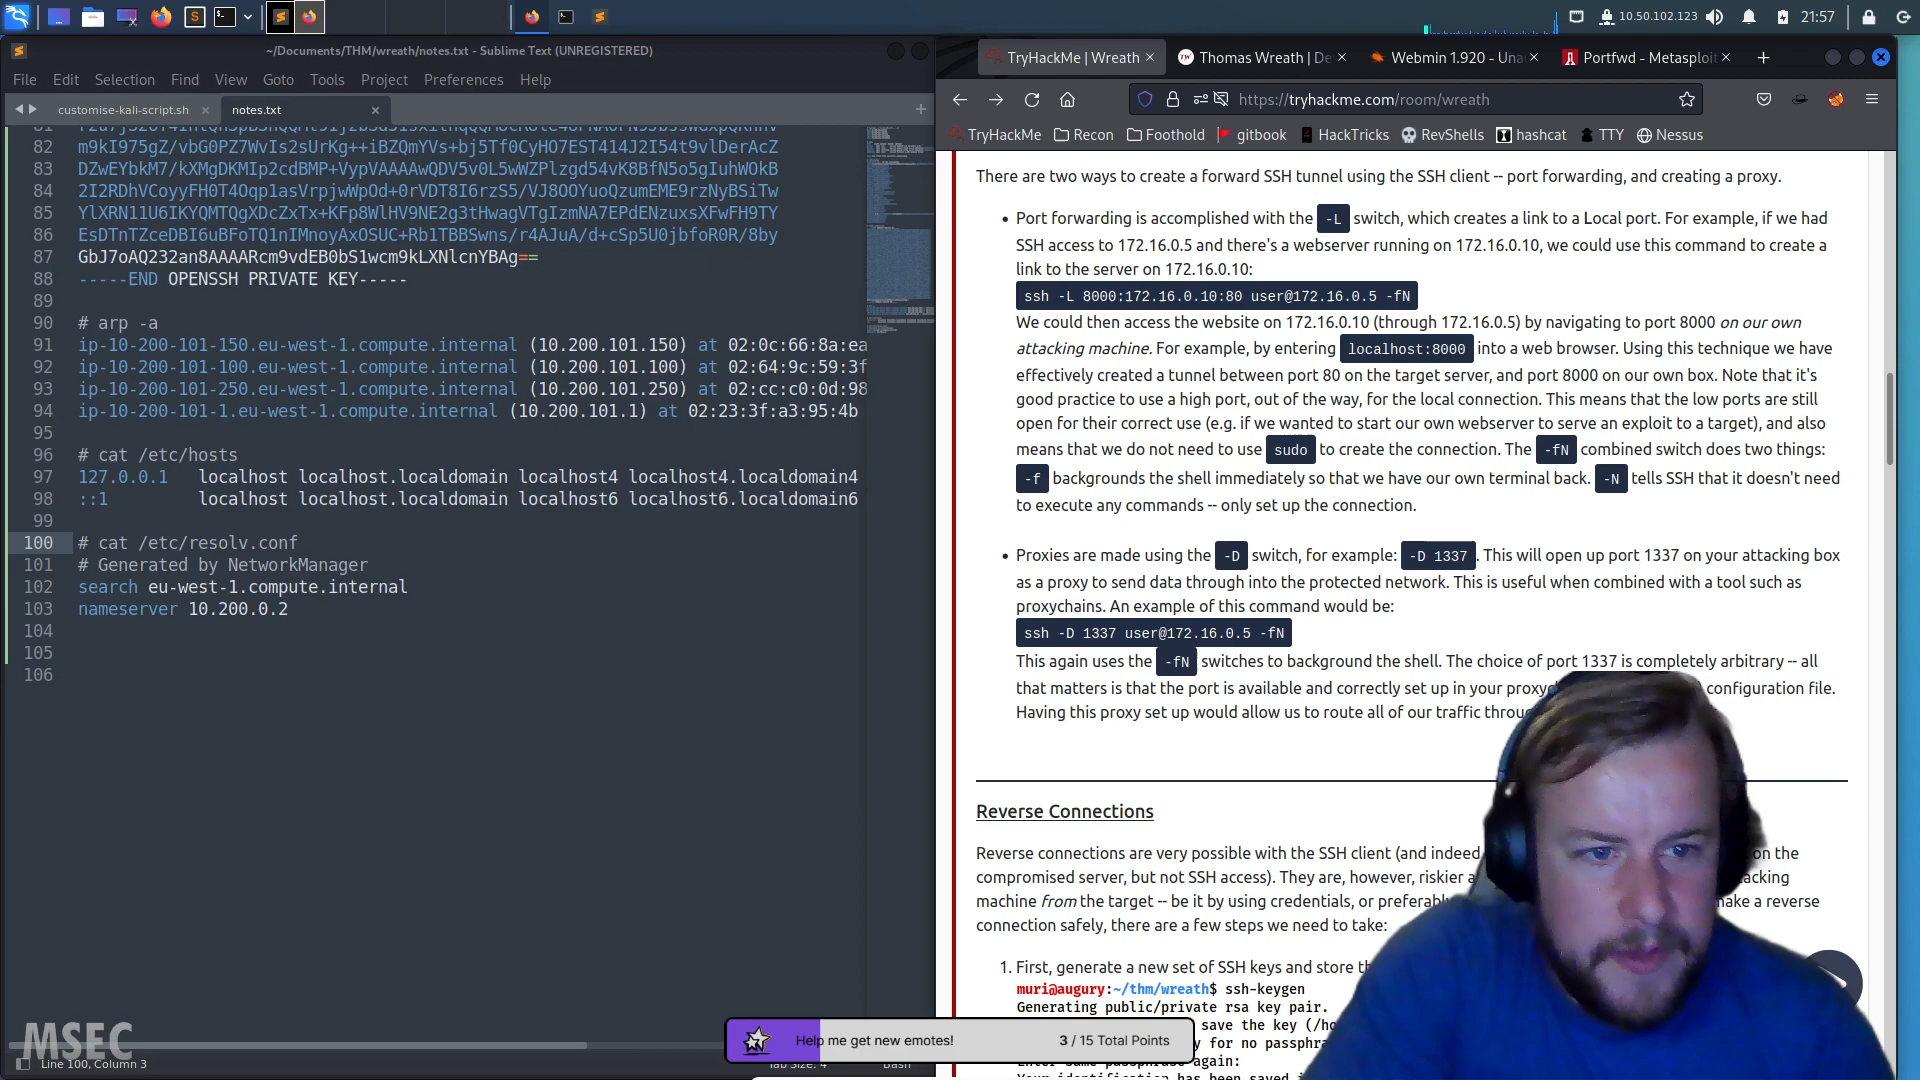 10.50.102.123
21:57
~/Documents/THM/wreath/notes.txt - Sublime Text (UNREGISTERED)
File Edit Selection Find View Goto Tools Project Preferences Help
customise-kali-script.sh
notes.txt
82 m9kI975gZ/vbG0PZ7WvIs2sUrKg++iBZQmYVs+bj5Tf0CyHO7EST414J2I54t9vlDerAcZ
83 DZwEYbkM7/kXMgDKMIp2cdBMP+VypVAAAAwQDV5v0L5wWZPlzgd54vK8BfN5o5gIuhWOkB
84 2I2RDhVCoyyFH0T4Oqp1asVrpjwWpOd+0rVDT8I6rzS5/VJ8OOYuoQzumEME9rzNyBSiTw
85 YlXRN11U6IKYQMTQgXDcZxTx+KFp8WlHV9NE2g3tHwagVTgIzmNA7EPdENzuxsXFwFH9TY
86 EsDTnTZceDBI6uBFoTQ1nIMnoyAxOSUC+Rb1TBBSwns/r4AJuA/d+cSp5U0jbfoR0R/8by
87 GbJ7oAQ232an8AAAARcm9vdEB0bS1wcm9kLXNlcnYBAg==
88 -----END OPENSSH PRIVATE KEY-----
89
90 # arp -a
91 ip-10-200-101-150.eu-west-1.compute.internal (10.200.101.150) at 02:0c:66:8a:ea
92 ip-10-200-101-100.eu-west-1.compute.internal (10.200.101.100) at 02:64:9c:59:3f
93 ip-10-200-101-250.eu-west-1.compute.internal (10.200.101.250) at 02:cc:c0:0d:98
94 ip-10-200-101-1.eu-west-1.compute.internal (10.200.101.1) at 02:23:3f:a3:95:4b
95
96 # cat /etc/hosts
97 127.0.0.1 localhost localhost.localdomain localhost4 localhost4.localdomain4
98 ::1 localhost localhost.localdomain localhost6 localhost6.localdomain6
99
100 # cat /etc/resolv.conf
101 # Generated by NetworkManager
102 search eu-west-1.compute.internal
103 nameserver 10.200.0.2
104
105
106
MSEC
Line 100, Column 3
TryHackMe | Wreath
Thomas Wreath | De
Webmin 1.920 - Una
Portfwd - Metasploit
https://tryhackme.com/room/wreath
TryHackMe Recon Foothold gitbook HackTricks RevShells hashcat TTY Nessus
There are two ways to create a forward SSH tunnel using the SSH client -- port forwarding, and creating a proxy.
• Port forwarding is accomplished with the -L switch, which creates a link to a Local port. For example, if we had
SSH access to 172.16.0.5 and there's a webserver running on 172.16.0.10, we could use this command to create a
link to the server on 172.16.0.10:
ssh -L 8000:172.16.0.10:80 user@172.16.0.5 -fN
We could then access the website on 172.16.0.10 (through 172.16.0.5) by navigating to port 8000 on our own
attacking machine. For example, by entering localhost:8000 into a web browser. Using this technique we have
effectively created a tunnel between port 80 on the target server, and port 8000 on our own box. Note that it's
good practice to use a high port, out of the way, for the local connection. This means that the low ports are still
open for their correct use (e.g. if we wanted to start our own webserver to serve an exploit to a target), and also
means that we do not need to use sudo to create the connection. The -fN combined switch does two things:
-f backgrounds the shell immediately so that we have our own terminal back. -N tells SSH that it doesn't need
to execute any commands -- only set up the connection.
• Proxies are made using the -D switch, for example: -D 1337. This will open up port 1337 on your attacking box
as a proxy to send data through into the protected network. This is useful when combined with a tool such as
proxychains. An example of this command would be:
ssh -D 1337 user@172.16.0.5 -fN
This again uses the -fN switches to background the shell. The choice of port 1337 is completely arbitrary -- all
that matters is that the port is available and correctly set up in your proxyc configuration file.
Having this proxy set up would allow us to route all of our traffic throu
Reverse Connections
Reverse connections are very possible with the SSH client (and indeed on the
compromised server, but not SSH access). They are, however, riskier a tacking
machine from the target -- be it by using credentials, or preferabl make a reverse
connection safely, there are a few steps we need to take:
1. First, generate a new set of SSH keys and store th
muri@augury:~/thm/wreath$ ssh-keygen
Generating public/private rsa key pair.
save the key (/ho
y for no passphra
again:
Help me get new emotes! 3 / 15 Total Points